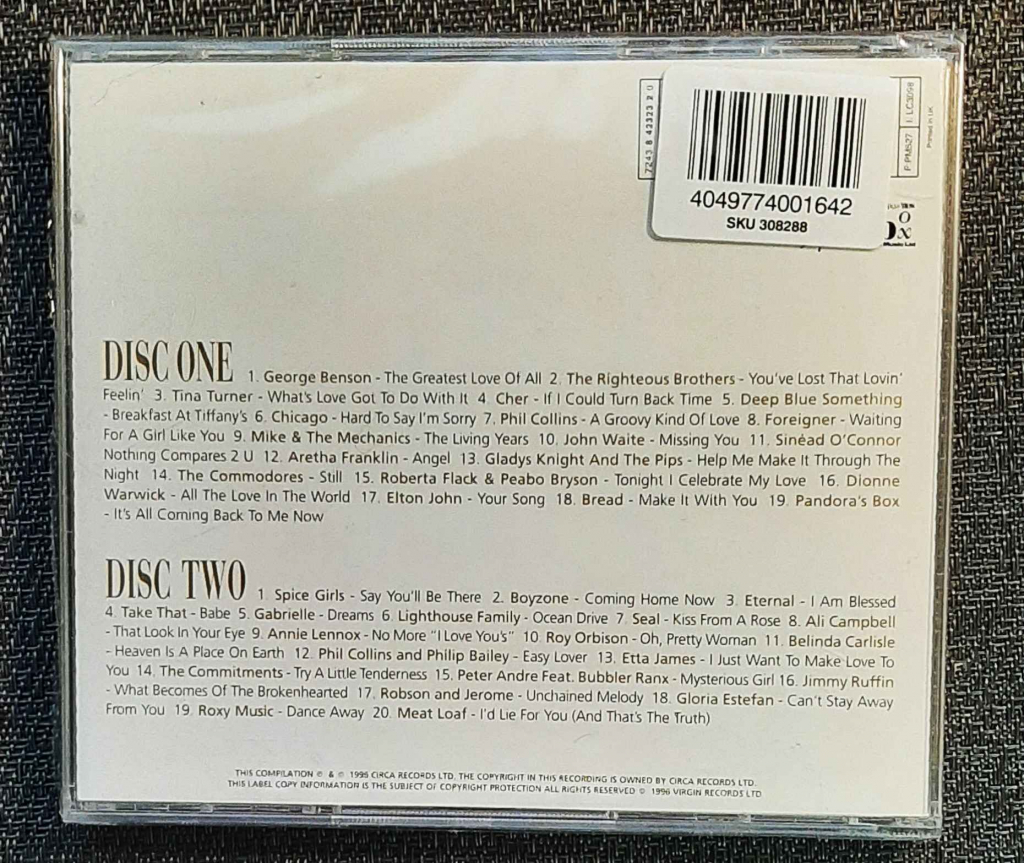 7243 8 42323 2 0
P.PM527
LC3098
Printed in UK
4049774001642
SKU 308288
DISC ONE 1. George Benson - The Greatest Love Of All 2. The Righteous Brothers - You've Lost That Lovin'
Feelin' 3. Tina Turner - What's Love Got To Do With It 4. Cher - If I Could Turn Back Time 5. Deep Blue Something
- Breakfast At Tiffany's 6. Chicago - Hard To Say I'm Sorry 7. Phil Collins - A Groovy Kind Of Love 8. Foreigner - Waiting
For A Girl Like You 9. Mike & The Mechanics - The Living Years 10. John Waite - Missing You 11. Sinéad O'Connor
Nothing Compares 2 U 12. Aretha Franklin - Angel 13. Gladys Knight And The Pips - Help Me Make It Through The
Night 14. The Commodores - Still 15. Roberta Flack & Peabo Bryson - Tonight I Celebrate My Love 16. Dionne
Warwick - All The Love In The World 17. Elton John - Your Song 18. Bread - Make It With You 19. Pandora's Box
- It's All Coming Back To Me Now
DISC TWO 1. Spice Girls - Say You'll Be There 2. Boyzone - Coming Home Now 3. Eternal - I Am Blessed
4. Take That - Babe 5. Gabrielle - Dreams 6. Lighthouse Family - Ocean Drive 7. Seal - Kiss From A Rose 8. Ali Campbell
- That Look In Your Eye 9. Annie Lennox - No More "I Love You's" 10. Roy Orbison - Oh, Pretty Woman 11. Belinda Carlisle
- Heaven Is A Place On Earth 12. Phil Collins and Philip Bailey - Easy Lover 13. Etta James - I Just Want To Make Love To
You 14. The Commitments - Try A Little Tenderness 15. Peter Andre Feat. Bubbler Ranx - Mysterious Girl 16. Jimmy Ruffin
- What Becomes Of The Brokenhearted 17. Robson and Jerome - Unchained Melody 18. Gloria Estefan - Can't Stay Away
From You 19. Roxy Music - Dance Away 20. Meat Loaf - I'd Lie For You (And That's The Truth)
THIS COMPILATION ℗ & © 1996 CIRCA RECORDS LTD. THE COPYRIGHT IN THIS RECORDING IS OWNED BY CIRCA RECORDS LTD.
THIS LABEL COPY INFORMATION IS THE SUBJECT OF COPYRIGHT PROTECTION ALL RIGHTS RESERVED © 1996 VIRGIN RECORDS LTD